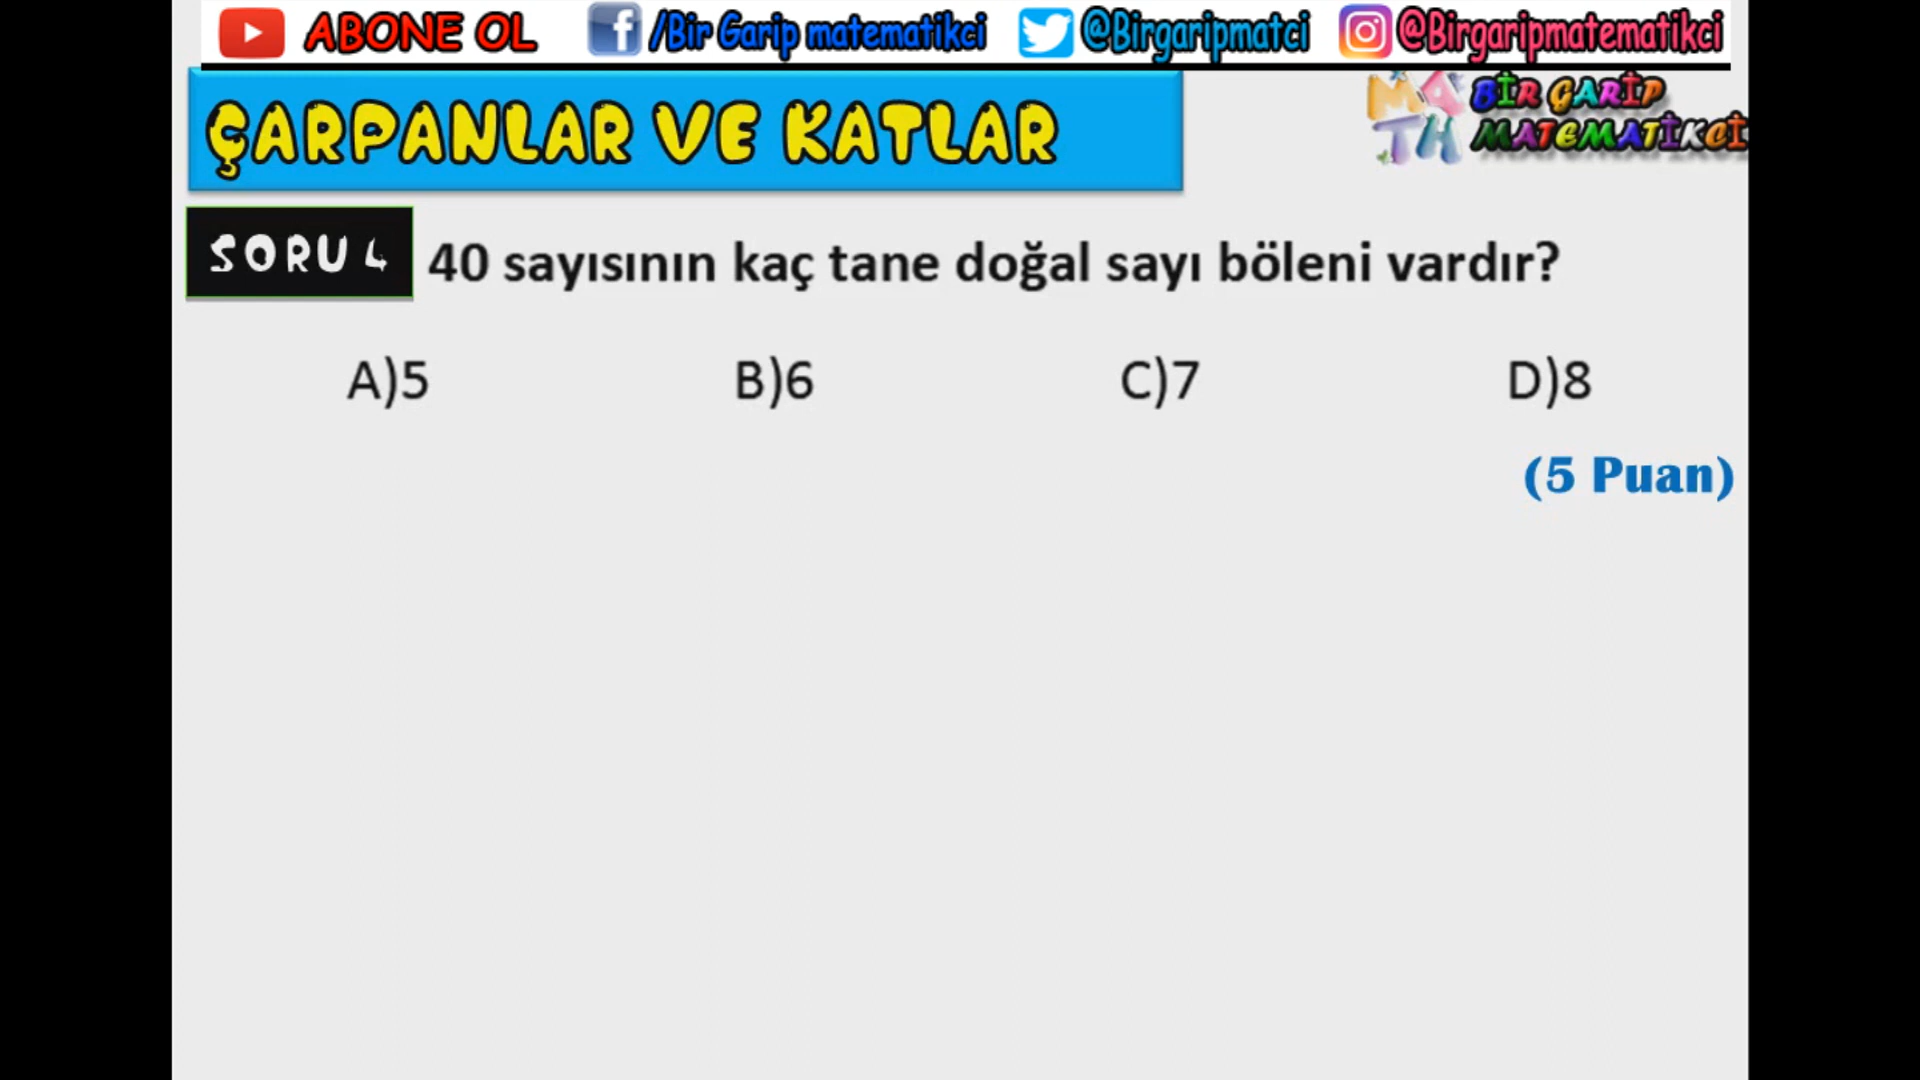 ABONE OL /Bir Garip matematikci @Birgaripmatci @Birgaripmatematikci
ÇARPANLAR VE KATLAR
MATH BİR GARİP
MATEMATİKCİ
SORU 4 40 sayısının kaç tane doğal sayı böleni vardır?
A)5 B)6 C)7 D)8
(5 Puan)